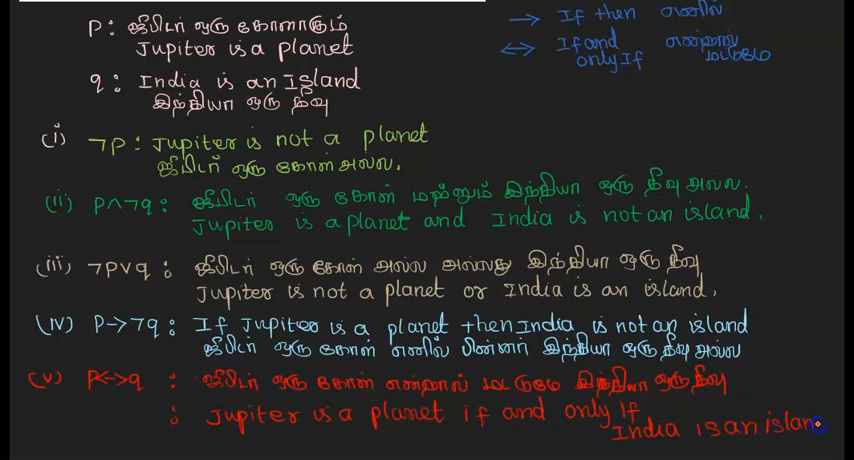 p: ஜீபிடர் ஒரு கோளாகும்
Jupiter is a planet
q: India is an Island
இந்தியா ஒரு தீவு
→ If then எனில்
↔ If and only If என்றால் மட்டுமே
(i) ¬p: Jupiter is not a planet
ஜீபிடர் ஒரு கோள் அல்ல.
(ii) p∧¬q: ஜீபிடர் ஒரு கோள் மற்றும் இந்தியா ஒரு தீவு அல்ல.
Jupiter is a planet and India is not an island.
(iii) ¬p∨q: ஜீபிடர் ஒரு கோள் அல்ல அல்லது இந்தியா ஒரு தீவு
Jupiter is not a planet or India is an island.
(iv) p→¬q: If Jupiter is a planet then India is not an island
ஜீபிடர் ஒரு கோள் எனில் பின்னர் இந்தியா ஒரு தீவு அல்ல
(v) p↔q : ஜீபிடர் ஒரு கோள் என்றால் மட்டுமே இந்தியா ஒரு தீவு
: Jupiter is a planet if and only If
India is an islan